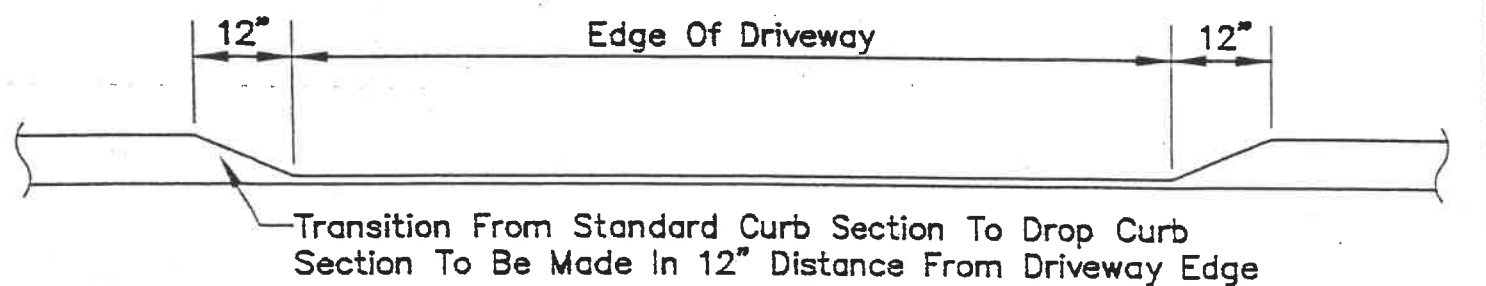 12" Edge Of Driveway 12"
Transition From Standard Curb Section To Drop Curb
Section To Be Made In 12" Distance From Driveway Edge